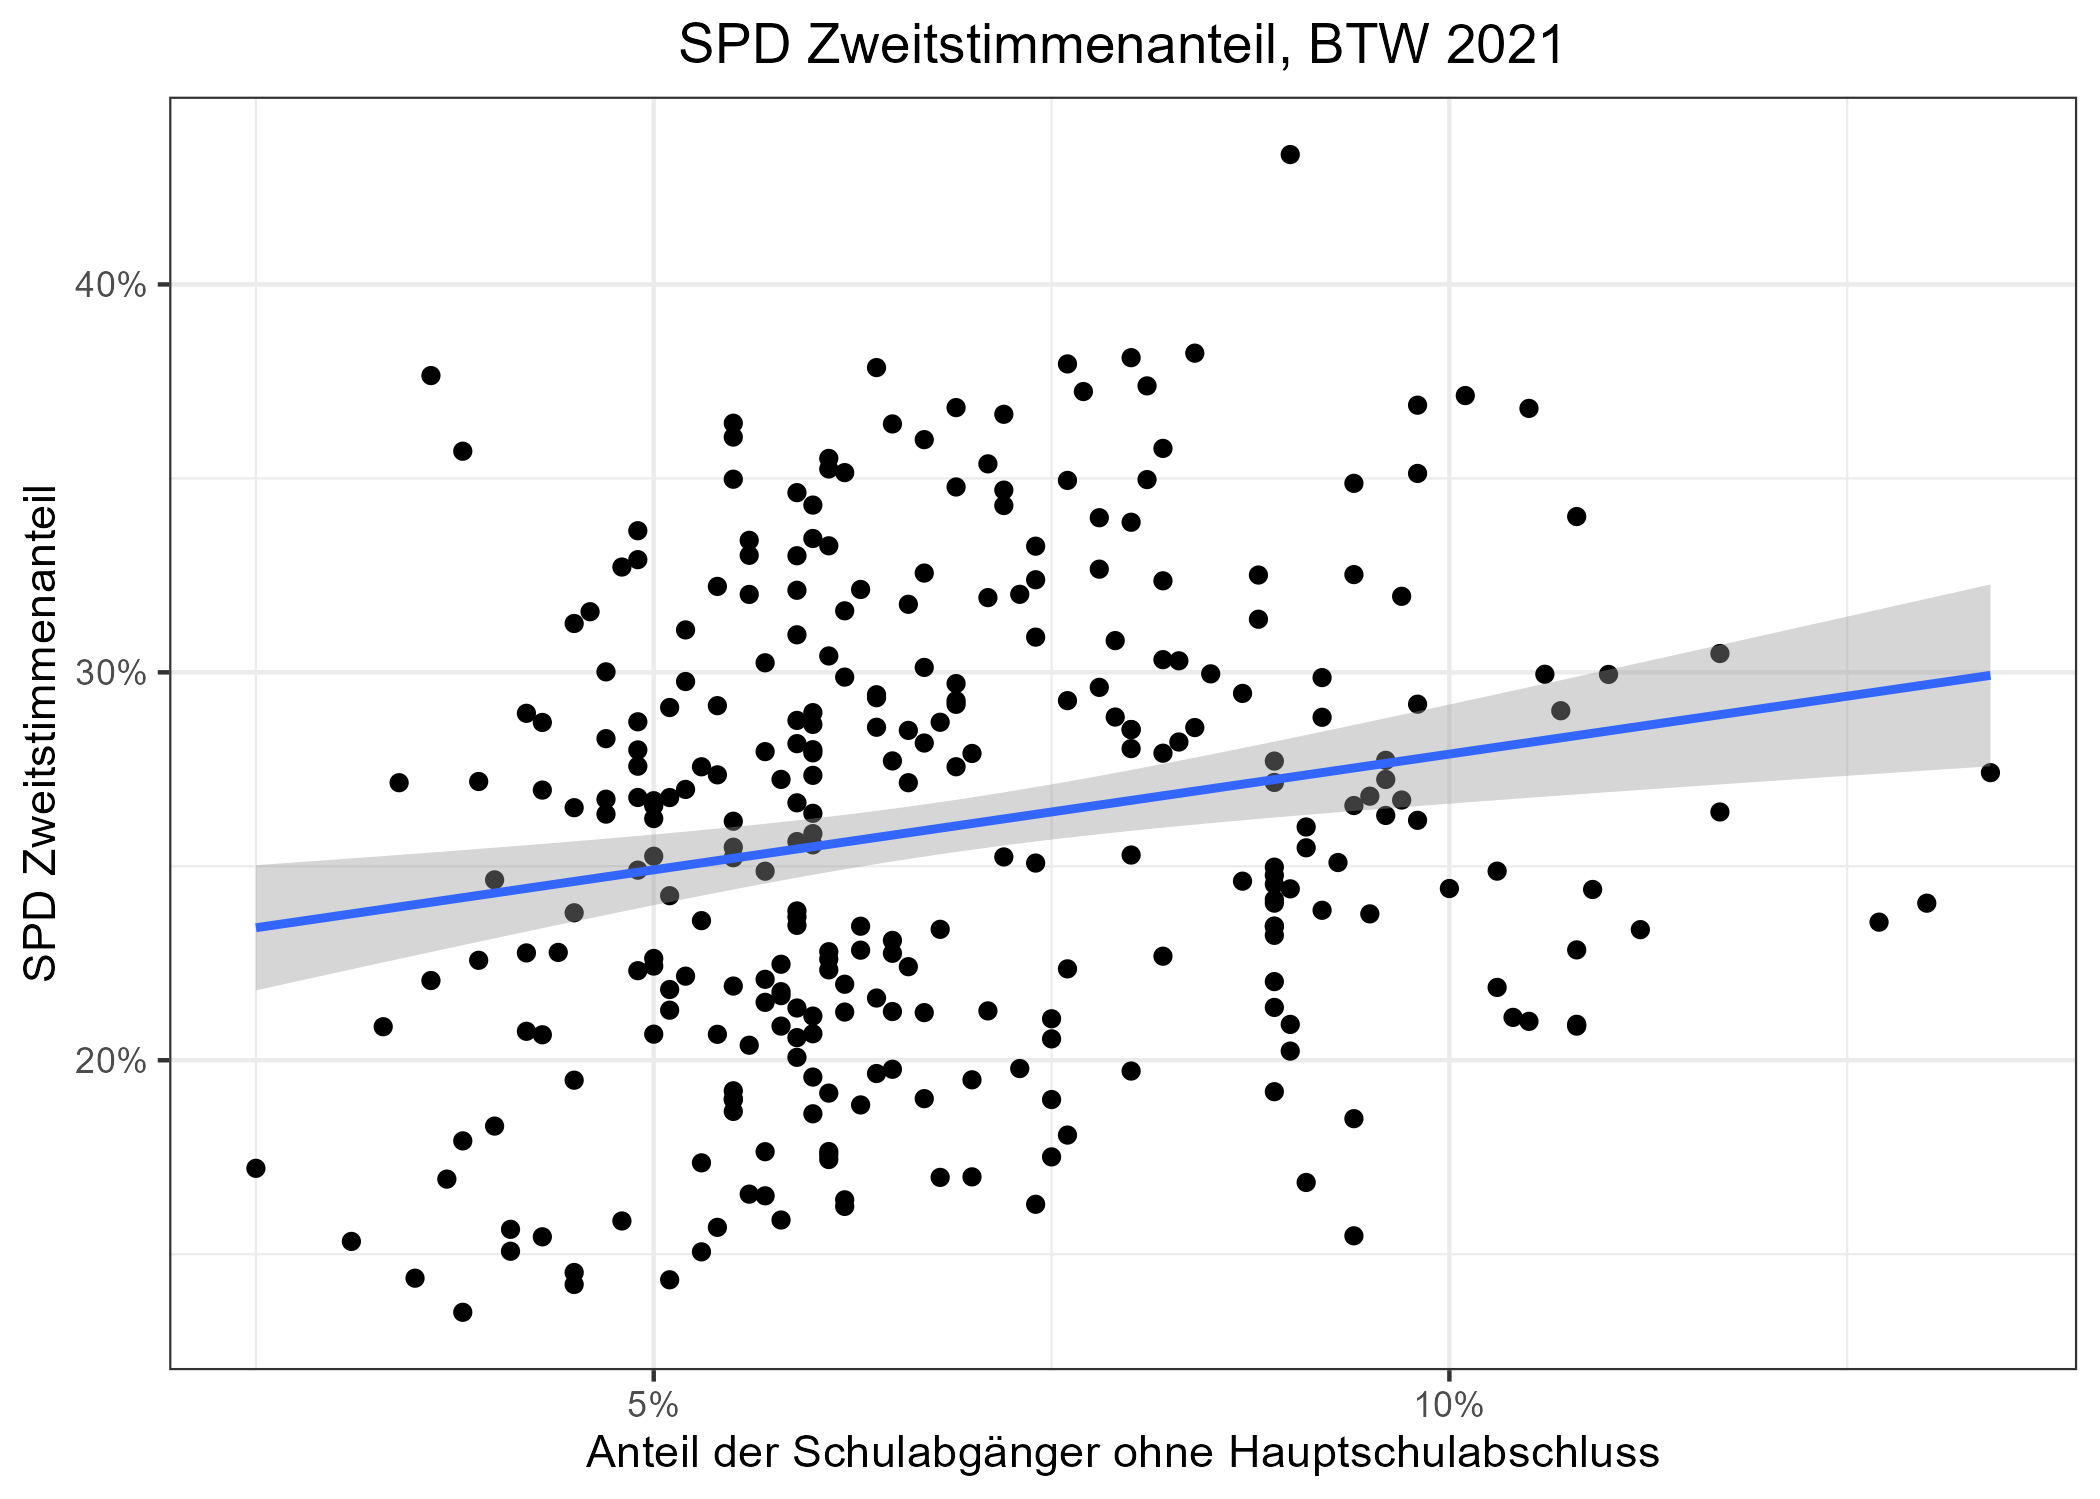 SPD Zweitstimmenanteil, BTW 2021
SPD Zweitstimmenanteil
40%
30%
20%
5%
10%
Anteil der Schulabgänger ohne Hauptschulabschluss